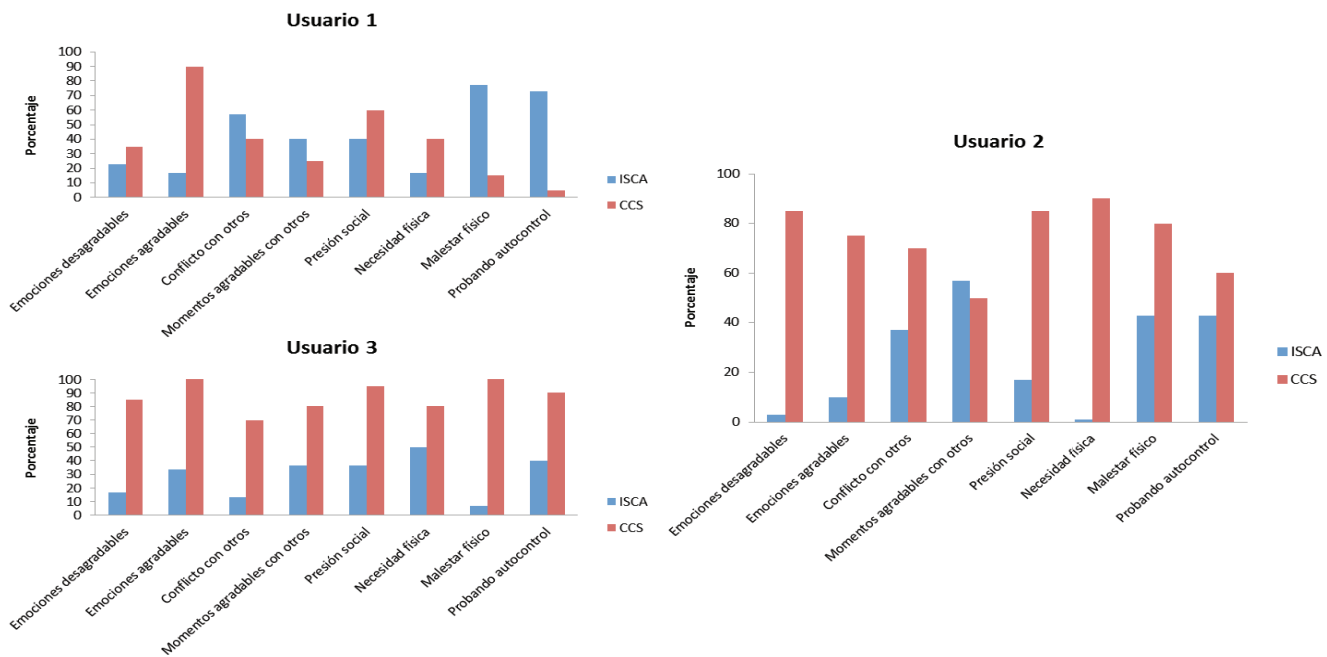 Usuario 1
Porcentaje
100
90
80
70
60
50
40
30
20
10
0
Emociones desagradables
Emociones agradables
Conflicto con otros
Momentos agradables con otros
Presión social
Necesidad física
Malestar físico
Probando autocontrol
ISCA
CCS
Usuario 3
Porcentaje
100
90
80
70
60
50
40
30
20
10
0
Emociones desagradables
Emociones agradables
Conflicto con otros
Momentos agradables con otros
Presión social
Necesidad física
Malestar físico
Probando autocontrol
ISCA
CCS
Usuario 2
Porcentaje
100
80
60
40
20
0
Emociones desagradables
Emociones agradables
Conflicto con otros
Momentos agradables con otros
Presión social
Necesidad física
Malestar físico
Probando autocontrol
ISCA
CCS